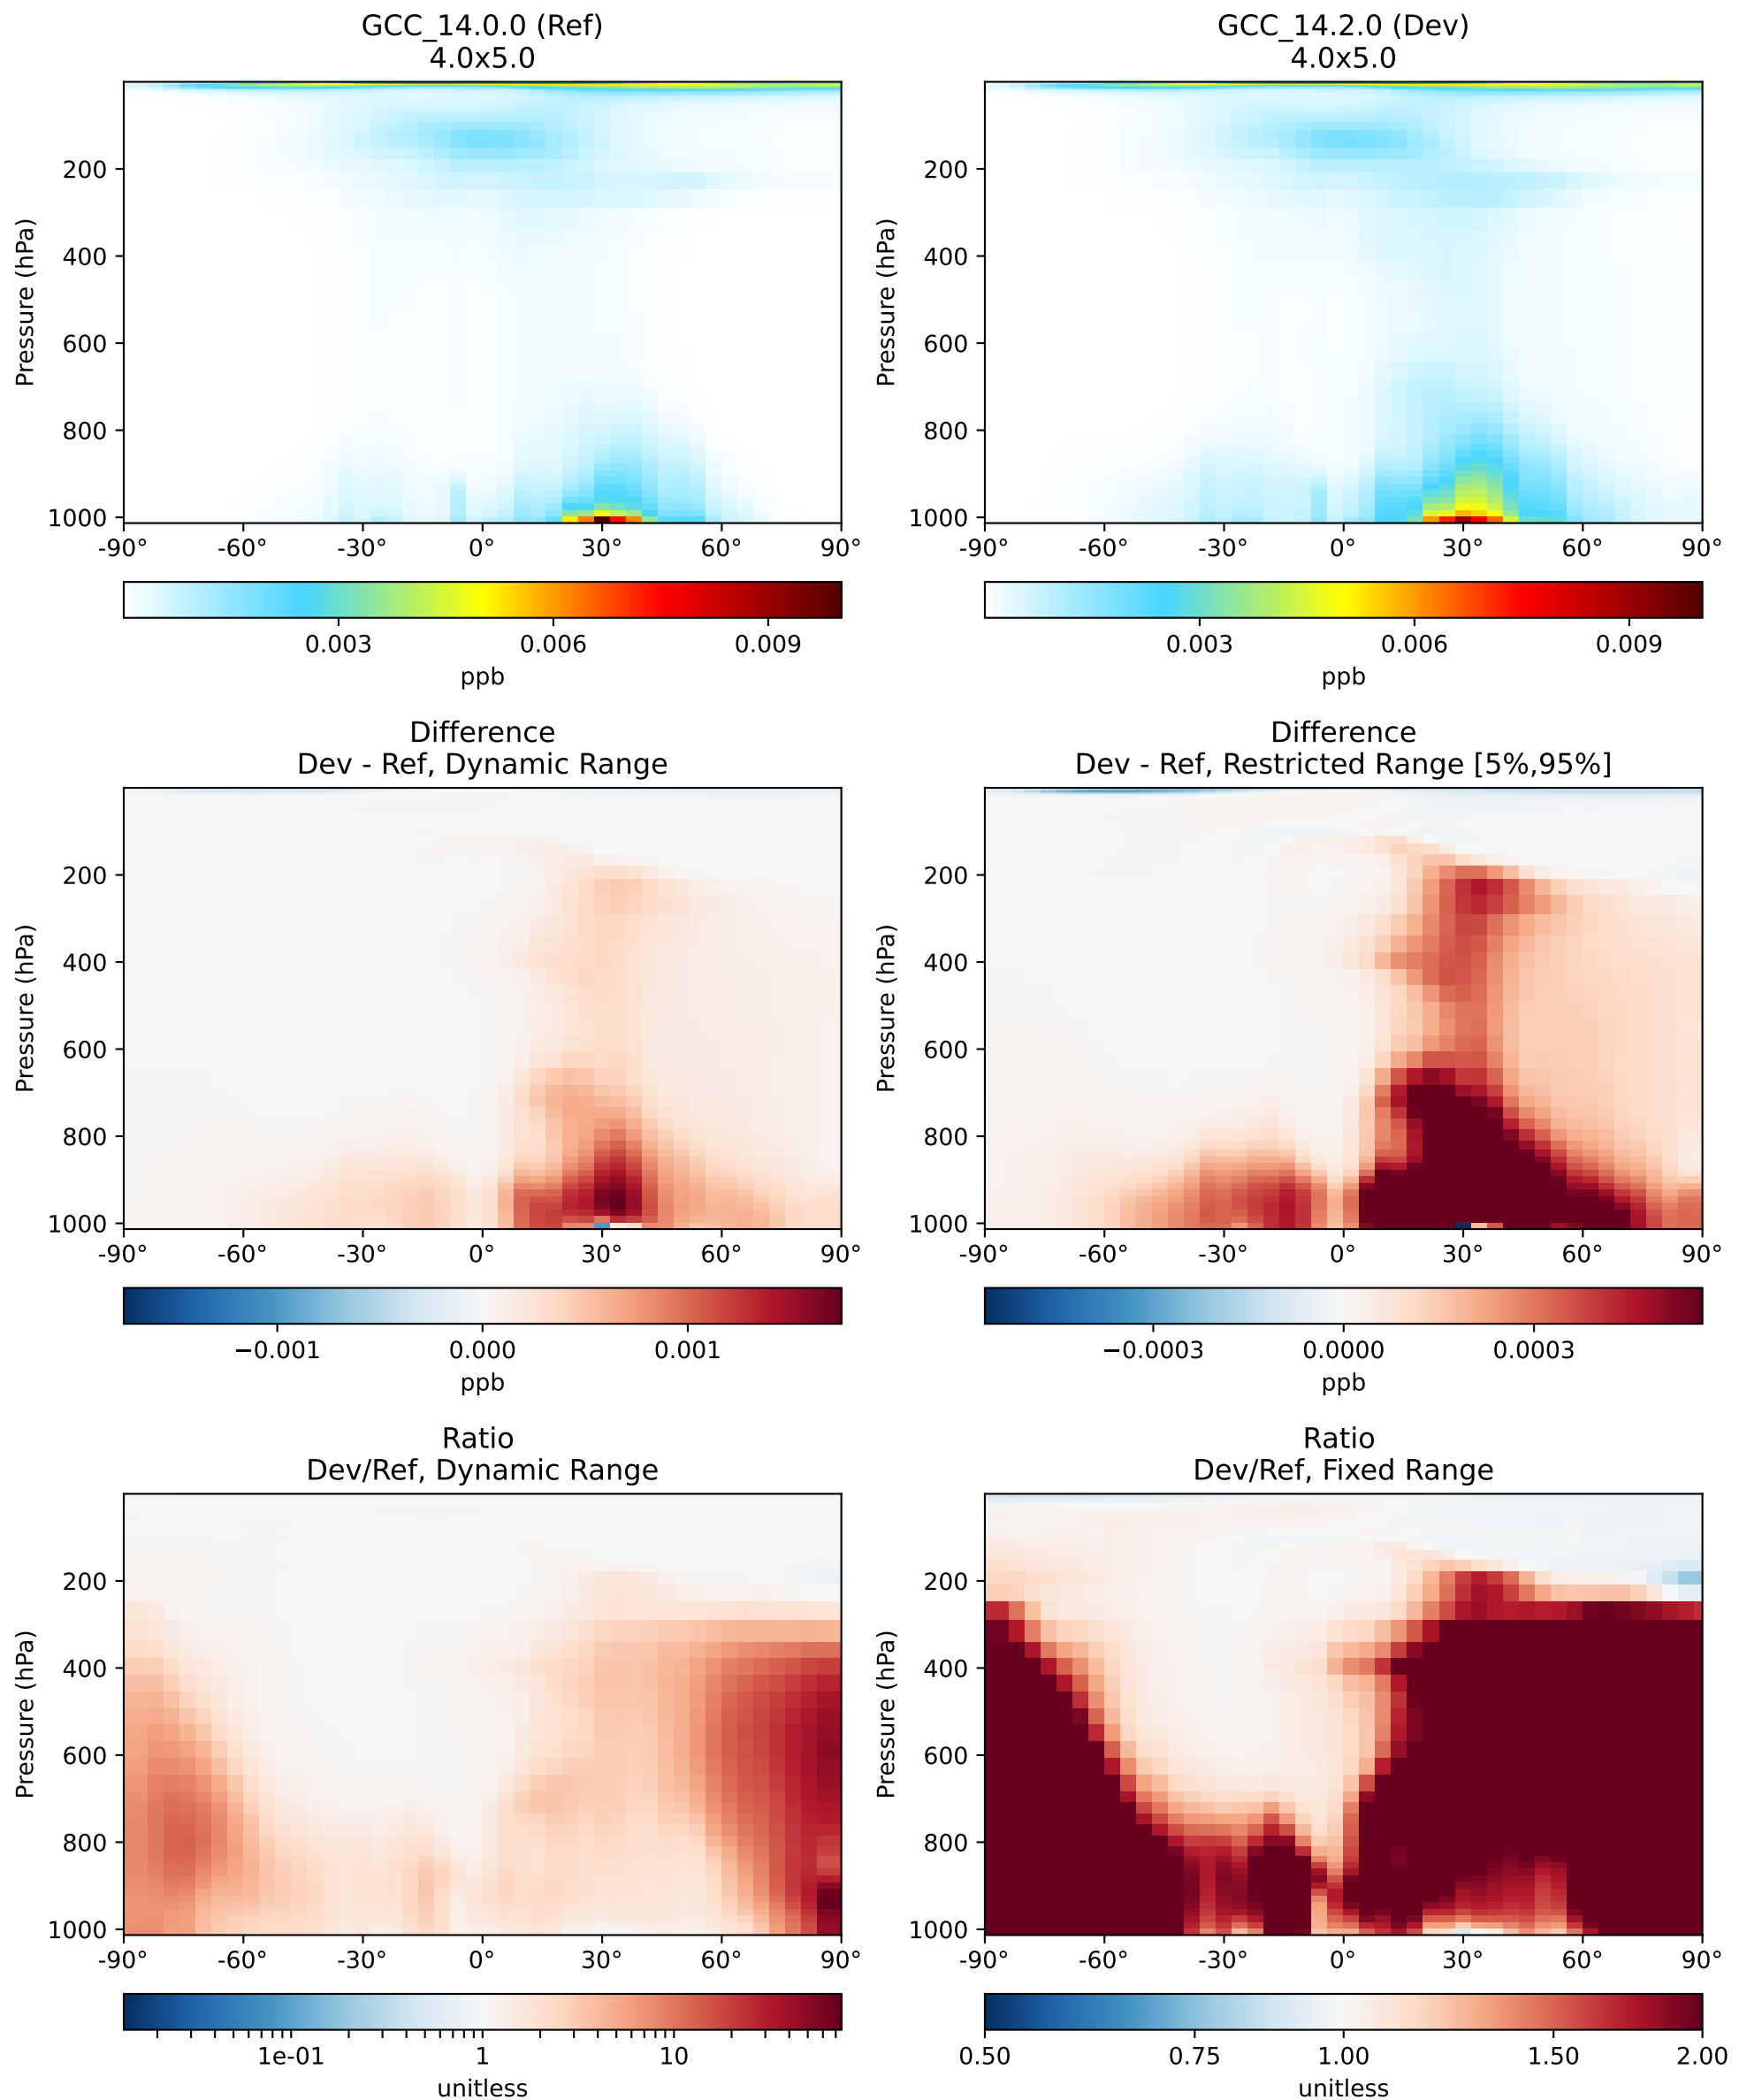 GCC_14.0.0 (Ref)
4.0x5.0
Pressure (hPa)
200
400
600
800
1000
-90° -60° -30° 0° 30° 60° 90°
0.003 0.006 0.009
ppb
GCC_14.2.0 (Dev)
4.0x5.0
Pressure (hPa)
200
400
600
800
1000
-90° -60° -30° 0° 30° 60° 90°
0.003 0.006 0.009
ppb
Difference
Dev - Ref, Dynamic Range
Pressure (hPa)
200
400
600
800
1000
-90° -60° -30° 0° 30° 60° 90°
−0.001 0.000 0.001
ppb
Difference
Dev - Ref, Restricted Range [5%,95%]
Pressure (hPa)
200
400
600
800
1000
-90° -60° -30° 0° 30° 60° 90°
−0.0003 0.0000 0.0003
ppb
Ratio
Dev/Ref, Dynamic Range
Pressure (hPa)
200
400
600
800
1000
-90° -60° -30° 0° 30° 60° 90°
1e-01 1 10
unitless
Ratio
Dev/Ref, Fixed Range
Pressure (hPa)
200
400
600
800
1000
-90° -60° -30° 0° 30° 60° 90°
0.50 0.75 1.00 1.50 2.00
unitless